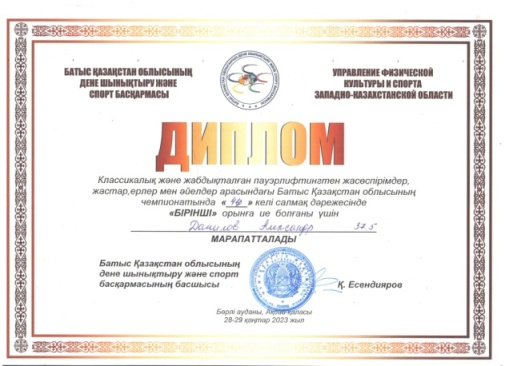 БАТЫС ҚАЗАҚСТАН ОБЛЫСЫНЫҢ
ДЕНЕ ШЫНЫҚТЫРУ ЖӘНЕ
СПОРТ БАСҚАРМАСЫ
УПРАВЛЕНИЕ ФИЗИЧЕСКОЙ
КУЛЬТУРЫ И СПОРТА
ЗАПАДНО-КАЗАХСТАНСКОЙ ОБЛАСТИ
ДИПЛОМ
Классикалық және жабдықталған пауэрлифтингтен жасөспірімдер,
жастар,ерлер мен әйелдер арасындағы Батыс Қазақстан облысының
чемпионатында « » келі салмақ дәрежесінде
«БІРІНШІ» орынға ие болғаны үшін
Данилов Александр 37.5
МАРАПАТТАЛАДЫ
Батыс Қазақстан облысының
дене шынықтыру және спорт
басқармасының басшысы
Қ. Есендияров
Бөрлі ауданы, Ақсай қаласы
28-29 қаңтар 2023 жыл